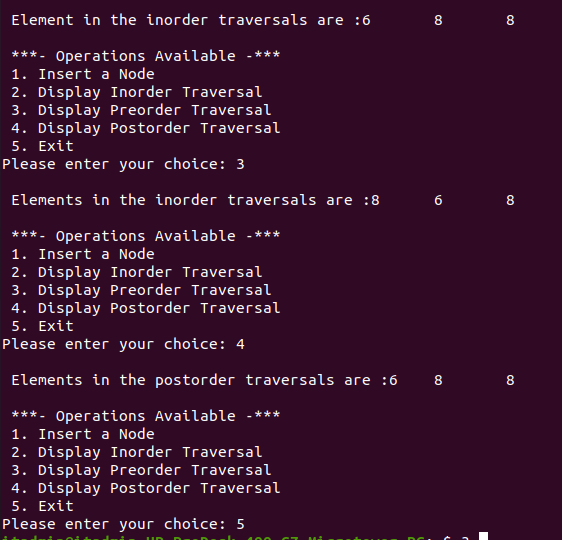 Element in the inorder traversals are :6 8 8
***- Operations Available -***
1. Insert a Node
2. Display Inorder Traversal
3. Display Preorder Traversal
4. Display Postorder Traversal
5. Exit
Please enter your choice: 3
Elements in the inorder traversals are :8 6 8
***- Operations Available -***
1. Insert a Node
2. Display Inorder Traversal
3. Display Preorder Traversal
4. Display Postorder Traversal
5. Exit
Please enter your choice: 4
Elements in the postorder traversals are :6 8 8
***- Operations Available -***
1. Insert a Node
2. Display Inorder Traversal
3. Display Preorder Traversal
4. Display Postorder Traversal
5. Exit
Please enter your choice: 5